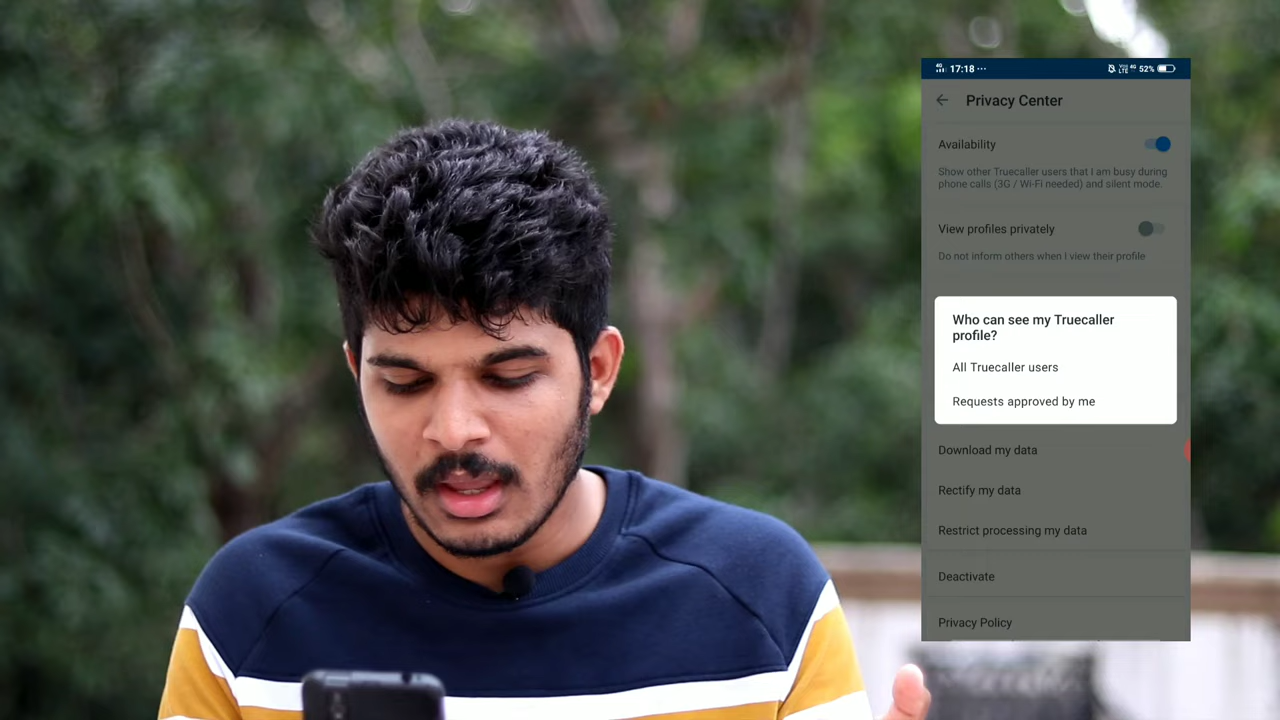 4G 17:18 ··· 4G 52%
Privacy Center
Availability
Show other Truecaller users that I am busy during
phone calls (3G / Wi-Fi needed) and silent mode.
View profiles privately
Do not inform others when I view their profile
Who can see my Truecaller
profile?
All Truecaller users
Requests approved by me
Download my data
Rectify my data
Restrict processing my data
Deactivate
Privacy Policy